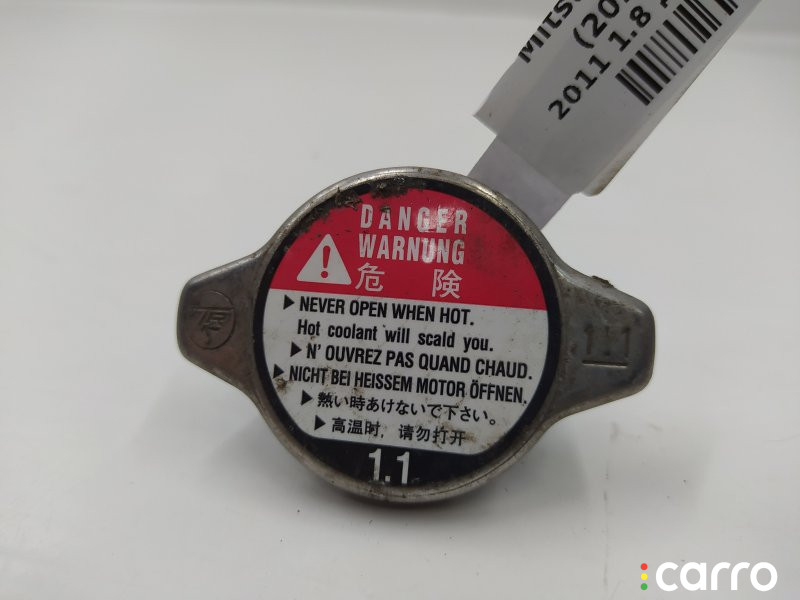 Mits
(20
2011 1.8
DANGER
WARNUNG
危険
▶ NEVER OPEN WHEN HOT.
Hot coolant will scald you.
▶ N' OUVREZ PAS QUAND CHAUD.
▶ NICHT BEI HEISSEM MOTOR ÖFFNEN.
▶ 熱い時あけないで下さい。
▶ 高温时, 请勿打开
1.1
1.1
carro